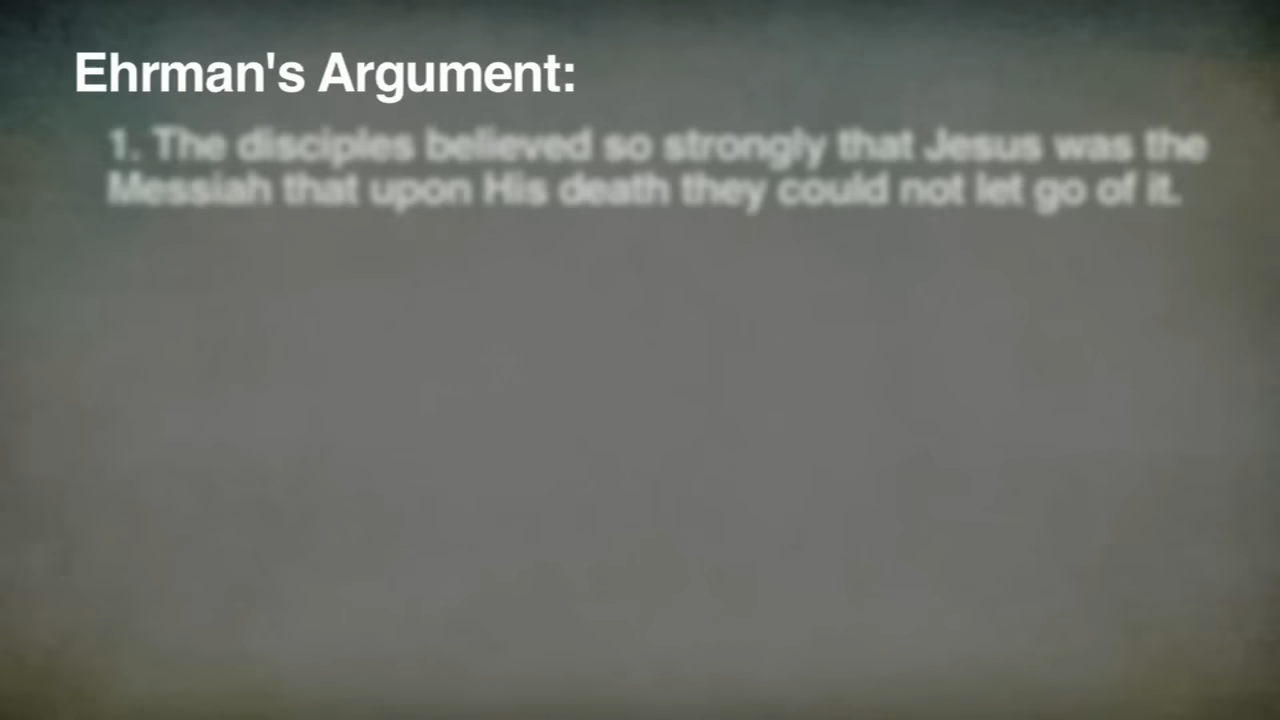 Ehrman's Argument:
1. The disciples believed so strongly that Jesus was the
Messiah that upon His death they could not let go of it.